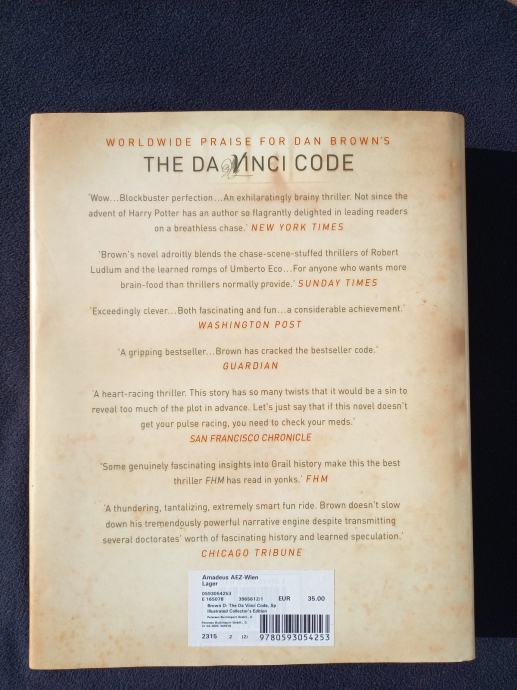 WORLDWIDE PRAISE FOR DAN BROWN'S
THE DA VINCI CODE
'Wow...Blockbuster perfection...An exhilaratingly brainy thriller. Not since the
advent of Harry Potter has an author so flagrantly delighted in leading readers
on a breathless chase.' NEW YORK TIMES
'Brown's novel adroitly blends the chase-scene-stuffed thrillers of Robert
Ludlum and the learned romps of Umberto Eco...For anyone who wants more
brain-food than thrillers normally provide.' SUNDAY TIMES
'Exceedingly clever...Both fascinating and fun...a considerable achievement.'
WASHINGTON POST
'A gripping bestseller...Brown has cracked the bestseller code.'
GUARDIAN
'A heart-racing thriller. This story has so many twists that it would be a sin to
reveal too much of the plot in advance. Let's just say that if this novel doesn't
get your pulse racing, you need to check your meds.'
SAN FRANCISCO CHRONICLE
'Some genuinely fascinating insights into Grail history make this the best
thriller FHM has read in yonks.' FHM
'A thundering, tantalizing, extremely smart fun ride. Brown doesn't slow
down his tremendously powerful narrative engine despite transmitting
several doctorates' worth of fascinating history and learned speculation.'
CHICAGO TRIBUNE
Amadeus AEZ-Wien
Lager
0593054253
E 165078 3965612/1 EUR 35.00
Brown D: The Da Vinci Code, Sp
Illustrated Collector's Edition
2315 2 (2) 9780593054253